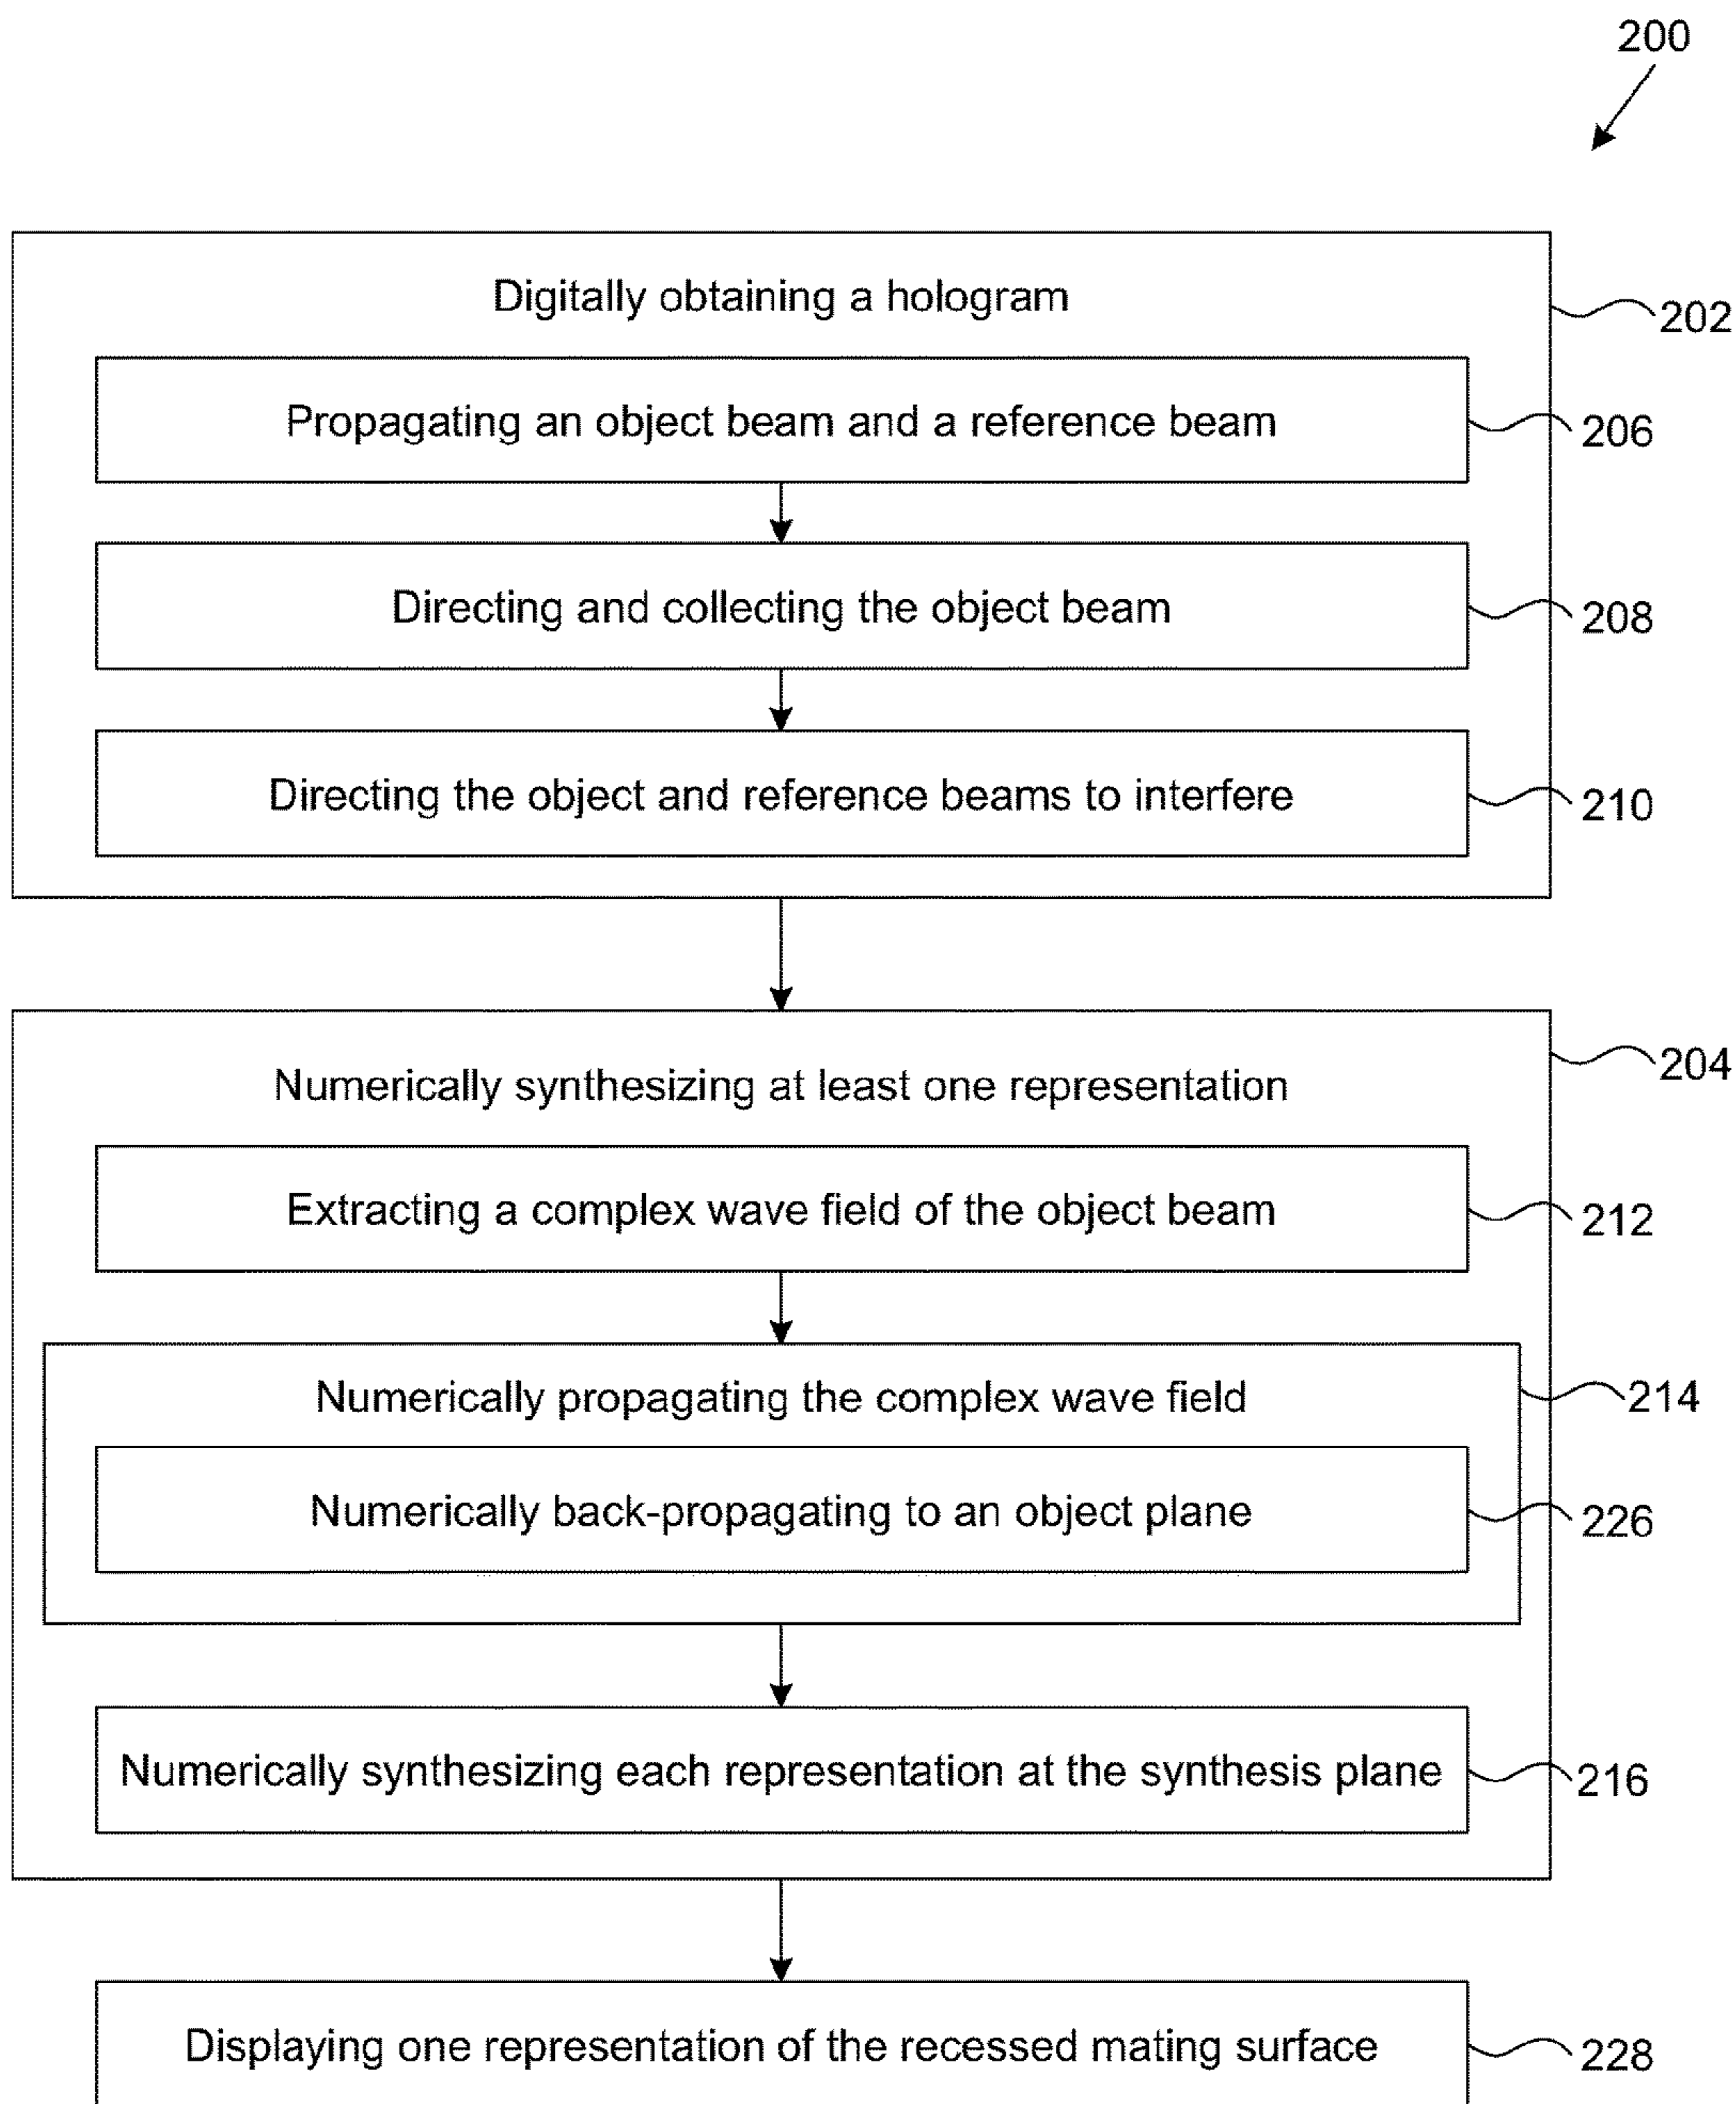 200
Digitally obtaining a hologram
202
Propagating an object beam and a reference beam
206
Directing and collecting the object beam
208
Directing the object and reference beams to interfere
210
Numerically synthesizing at least one representation
204
Extracting a complex wave field of the object beam
212
Numerically propagating the complex wave field
214
Numerically back-propagating to an object plane
226
Numerically synthesizing each representation at the synthesis plane
216
Displaying one representation of the recessed mating surface
228